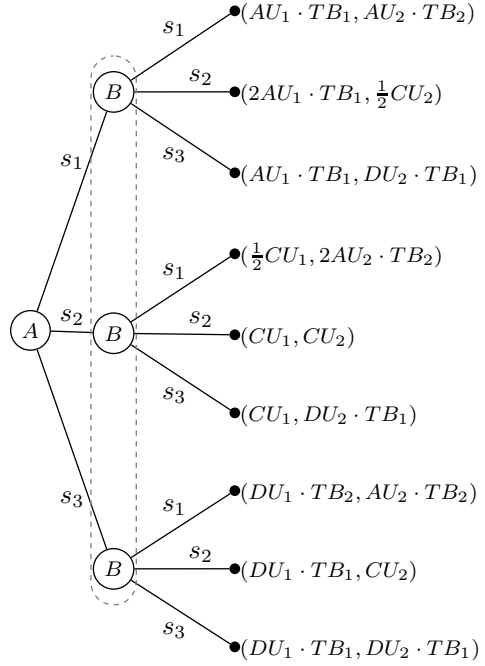 s₁ (AU₁ · TB₁, AU₂ · TB₂)
B s₂ (2AU₁ · TB₁, ½CU₂)
s₁ s₃ (AU₁ · TB₁, DU₂ · TB₁)
s₁ (½CU₁, 2AU₂ · TB₂)
A s₂ B s₂ (CU₁, CU₂)
s₃ (CU₁, DU₂ · TB₁)
s₃ s₁ (DU₁ · TB₂, AU₂ · TB₂)
B s₂ (DU₁ · TB₁, CU₂)
s₃ (DU₁ · TB₁, DU₂ · TB₁)